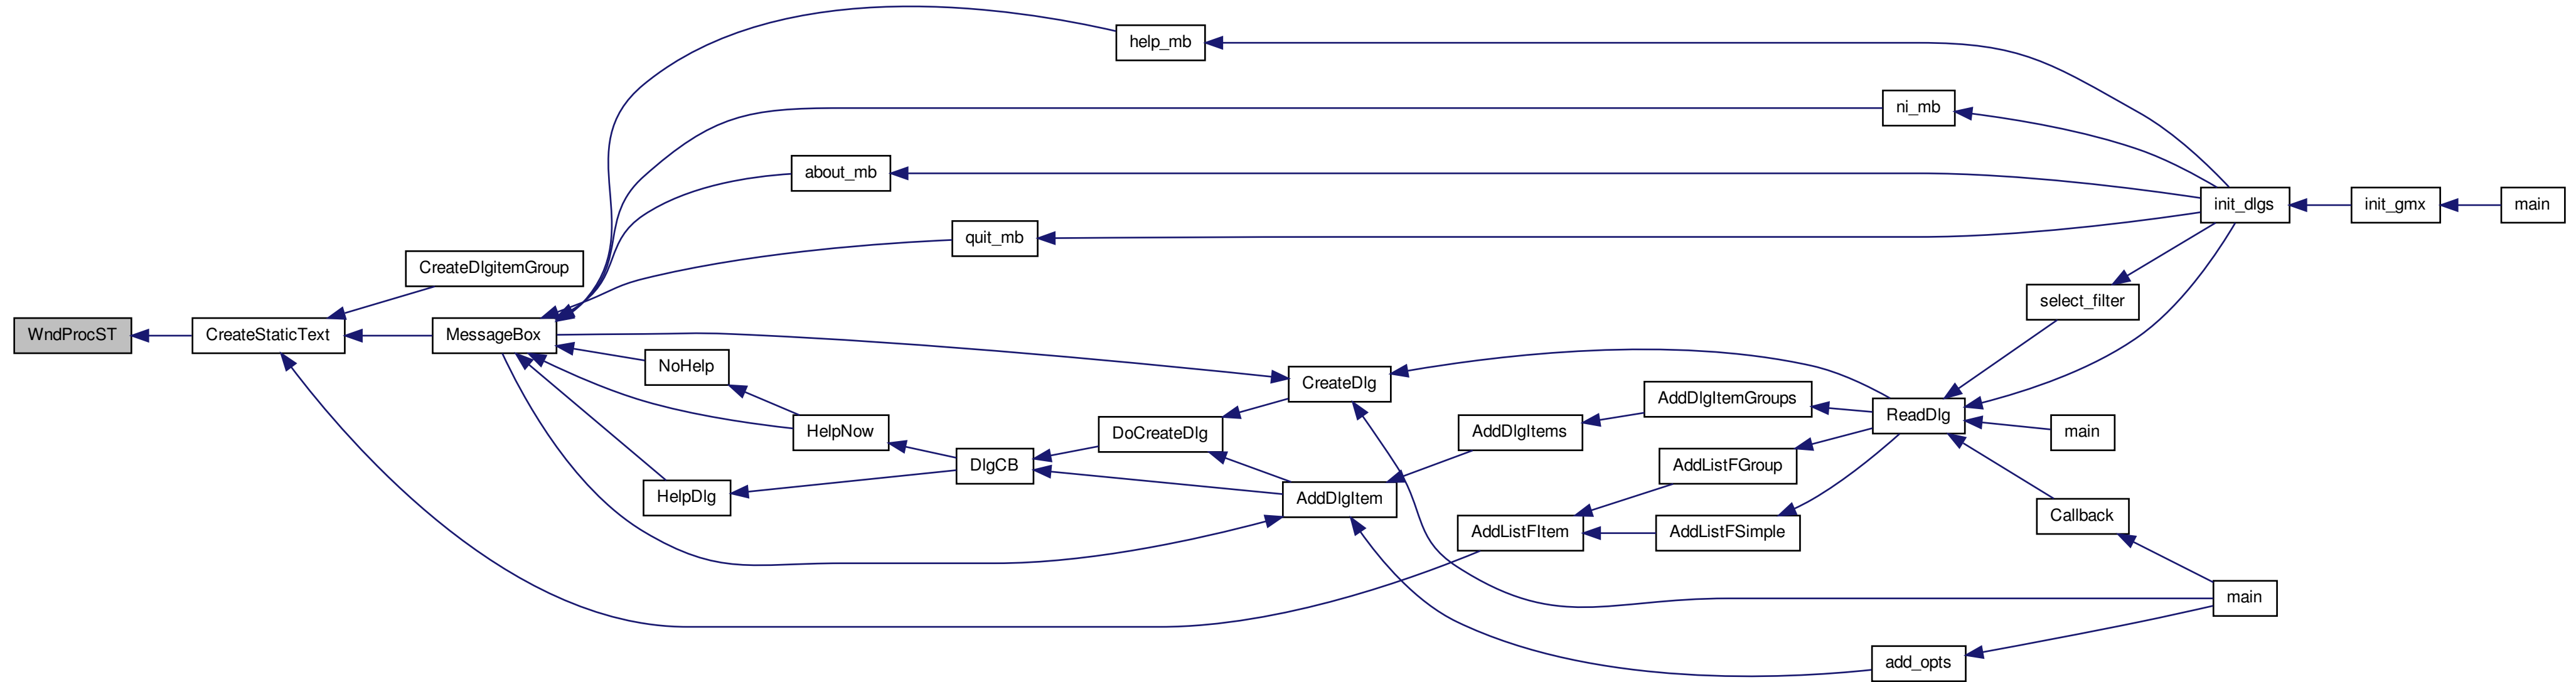 help_mb
ni_mb
about_mb
init_dlgs
init_gmx
main
quit_mb
CreateDlgitemGroup
select_filter
WndProcST
CreateStaticText
MessageBox
NoHelp
CreateDlg
AddDlgItemGroups
ReadDlg
HelpNow
DoCreateDlg
AddDlgItems
main
DlgCB
AddListFGroup
HelpDlg
AddDlgItem
Callback
AddListFItem
AddListFSimple
main
add_opts